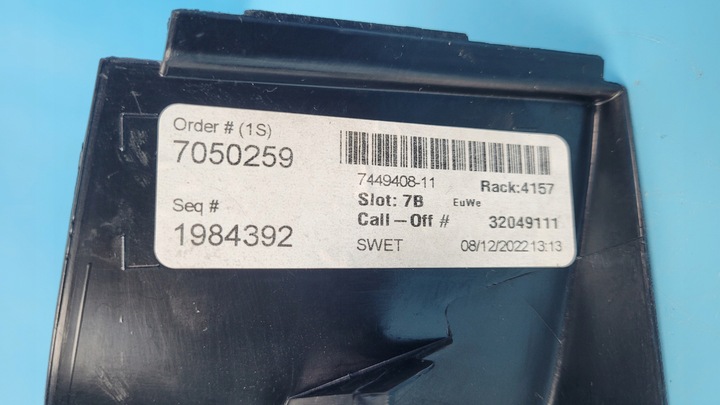 Order # (1S)
7050259
7449408-11
Rack:4157
Slot: 7B EuWe
Seq #
1984392
Call-Off # 32049111
SWET 08/12/2022 13:13